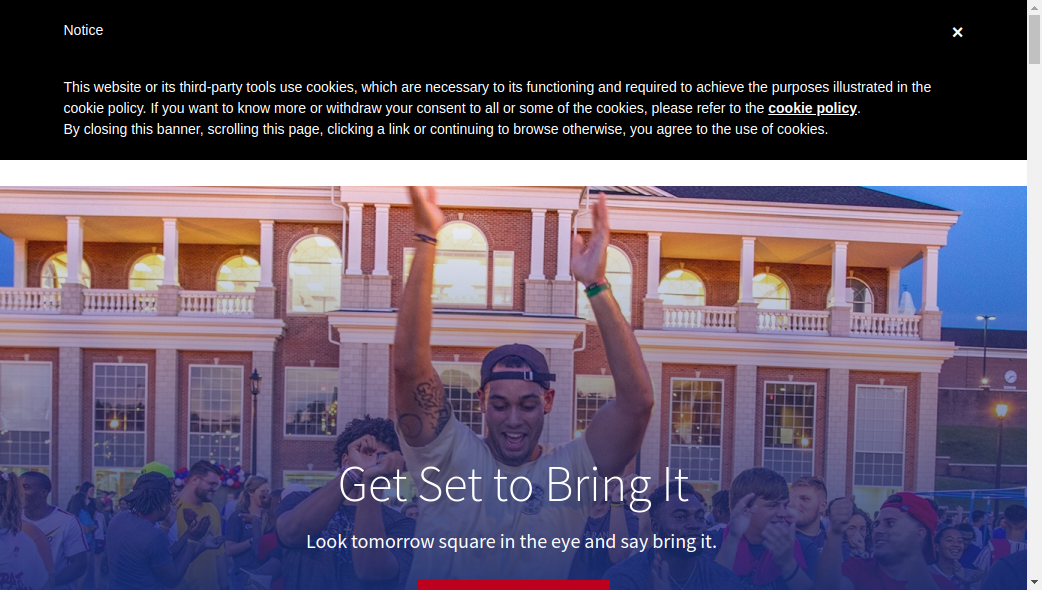 Notice
×
This website or its third-party tools use cookies, which are necessary to its functioning and required to achieve the purposes illustrated in the
cookie policy. If you want to know more or withdraw your consent to all or some of the cookies, please refer to the cookie policy.
By closing this banner, scrolling this page, clicking a link or continuing to browse otherwise, you agree to the use of cookies.
Get Set to Bring It
Look tomorrow square in the eye and say bring it.